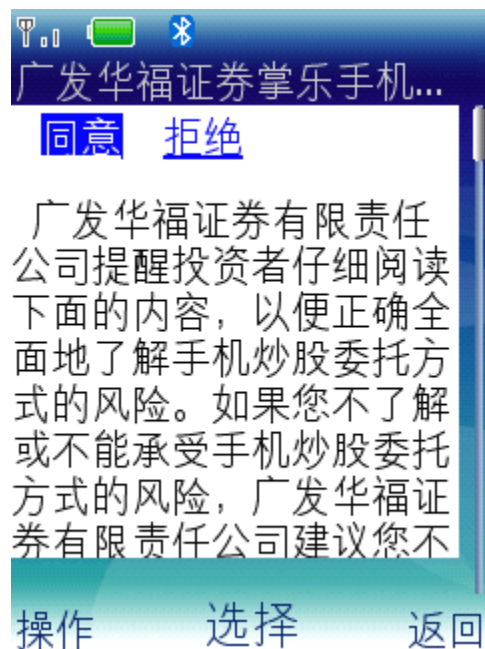 广发华福证券掌乐手机...
同意 拒绝
广发华福证券有限责任
公司提醒投资者仔细阅读
下面的内容，以便正确全
面地了解手机炒股委托方
式的风险。如果您不了解
或不能承受手机炒股委托
方式的风险，广发华福证
券有限责任公司建议您不
操作 选择 返回